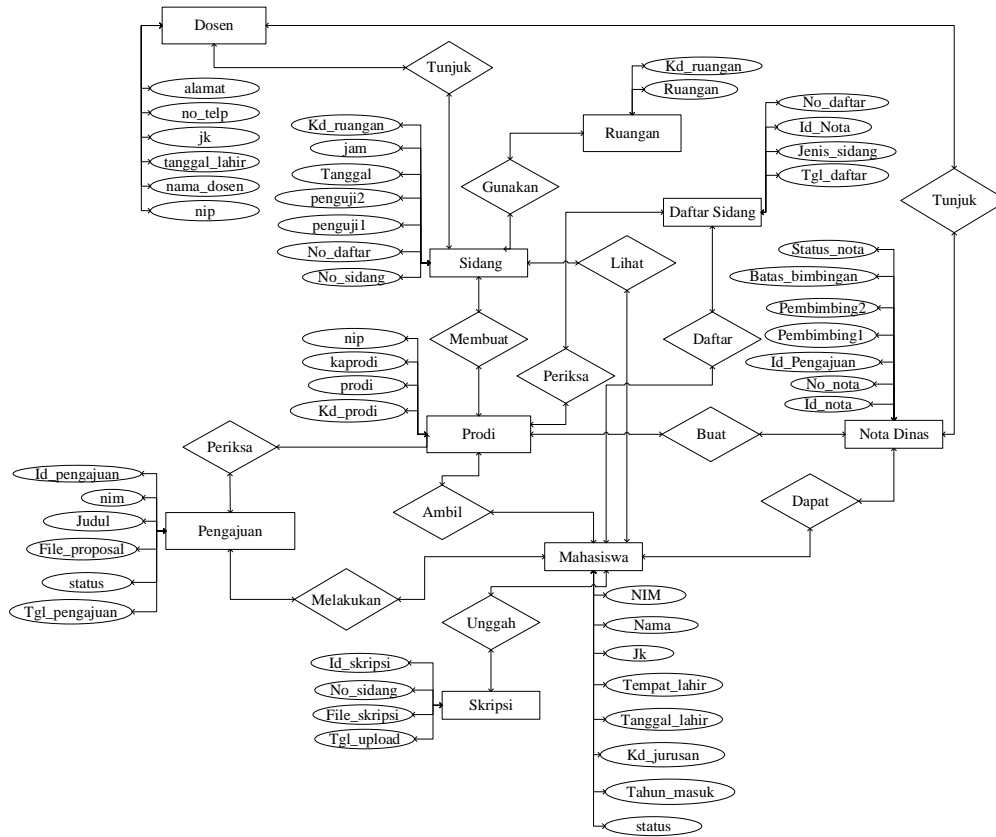 Dosen
Tunjuk
alamat
no_telp
jk
tanggal_lahir
nama_dosen
nip
Kd_ruangan
Ruangan
Ruangan
No_daftar
Id_Nota
Jenis_sidang
Tgl_daftar
Kd_ruangan
jam
Tanggal
penguji2
penguji1
No_daftar
No_sidang
Gunakan
Daftar Sidang
Tunjuk
Sidang
Lihat
Status_nota
Batas_bimbingan
Pembimbing2
Pembimbing1
Id_Pengajuan
No_nota
Id_nota
Membuat
Daftar
Periksa
nip
kaprodi
prodi
Kd_prodi
Prodi
Buat
Nota Dinas
Periksa
Id_pengajuan
nim
Judul
File_proposal
status
Tgl_pengajuan
Pengajuan
Ambil
Dapat
Mahasiswa
Melakukan
Unggah
NIM
Nama
Jk
Tempat_lahir
Tanggal_lahir
Kd_jurusan
Tahun_masuk
status
Id_skripsi
No_sidang
File_skripsi
Tgl_upload
Skripsi